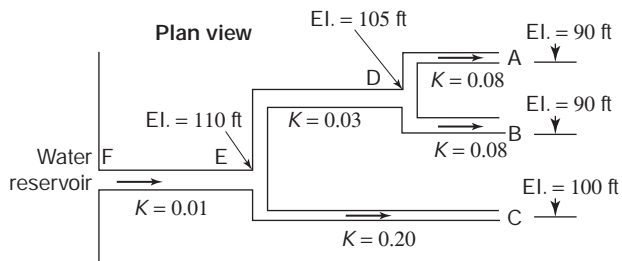 Plan view
El. = 105 ft
El. = 90 ft
A
D
K = 0.08
El. = 90 ft
El. = 110 ft
K = 0.03
B
K = 0.08
Water
reservoir
F
E
K = 0.01
El. = 100 ft
C
K = 0.20